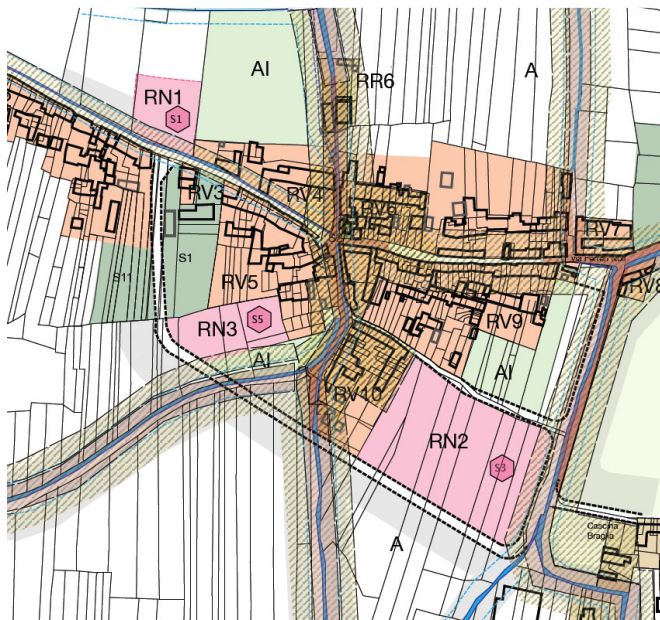 AI
A
RR6
RN1
S1
RV3
RV4
RV6
RV7
S11
S1
RV5
RV8
RN3
S5
RV9
AI
AI
RV10
RN2
S3
Cascina
Braglia
A